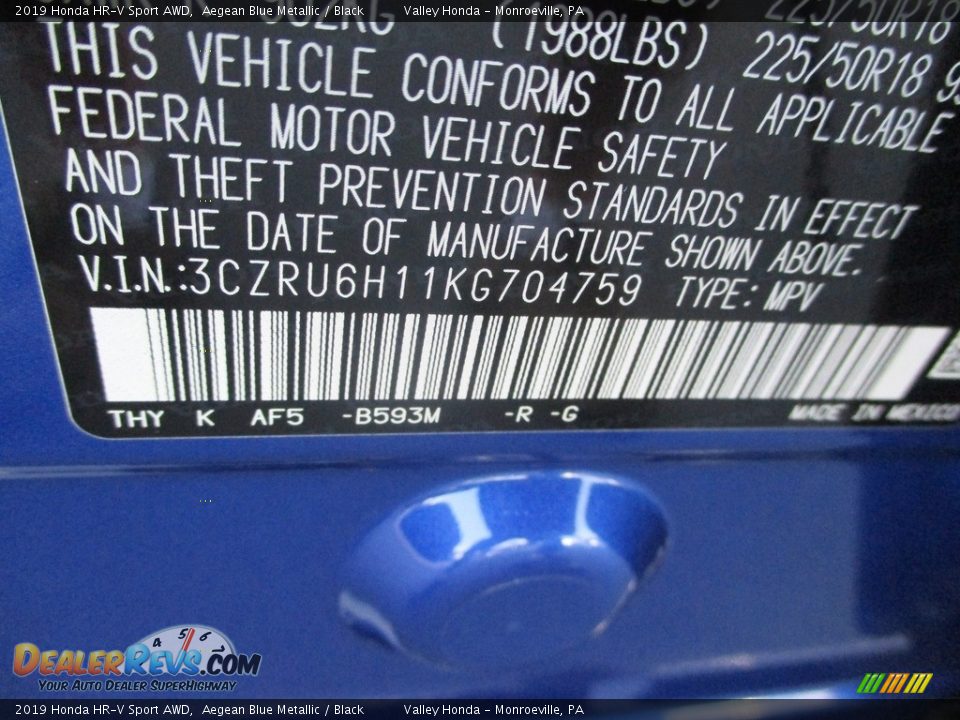 2019 Honda HR-V Sport AWD,  Aegean Blue Metallic / Black        Valley Honda - Monroeville, PA
(1988LBS) 225/50R18
THIS VEHICLE CONFORMS TO ALL APPLICABLE
FEDERAL MOTOR VEHICLE SAFETY
AND THEFT PREVENTION STANDARDS IN EFFECT
ON THE DATE OF MANUFACTURE SHOWN ABOVE.
V.I.N.:3CZRU6H11KG704759 TYPE: MPV
THY K AF5 -B593M -R -G MADE IN MEXICO
4 5 6
DEALERREVS.COM
YOUR AUTO DEALER SUPERHIGHWAY
2019 Honda HR-V Sport AWD,  Aegean Blue Metallic / Black        Valley Honda - Monroeville, PA